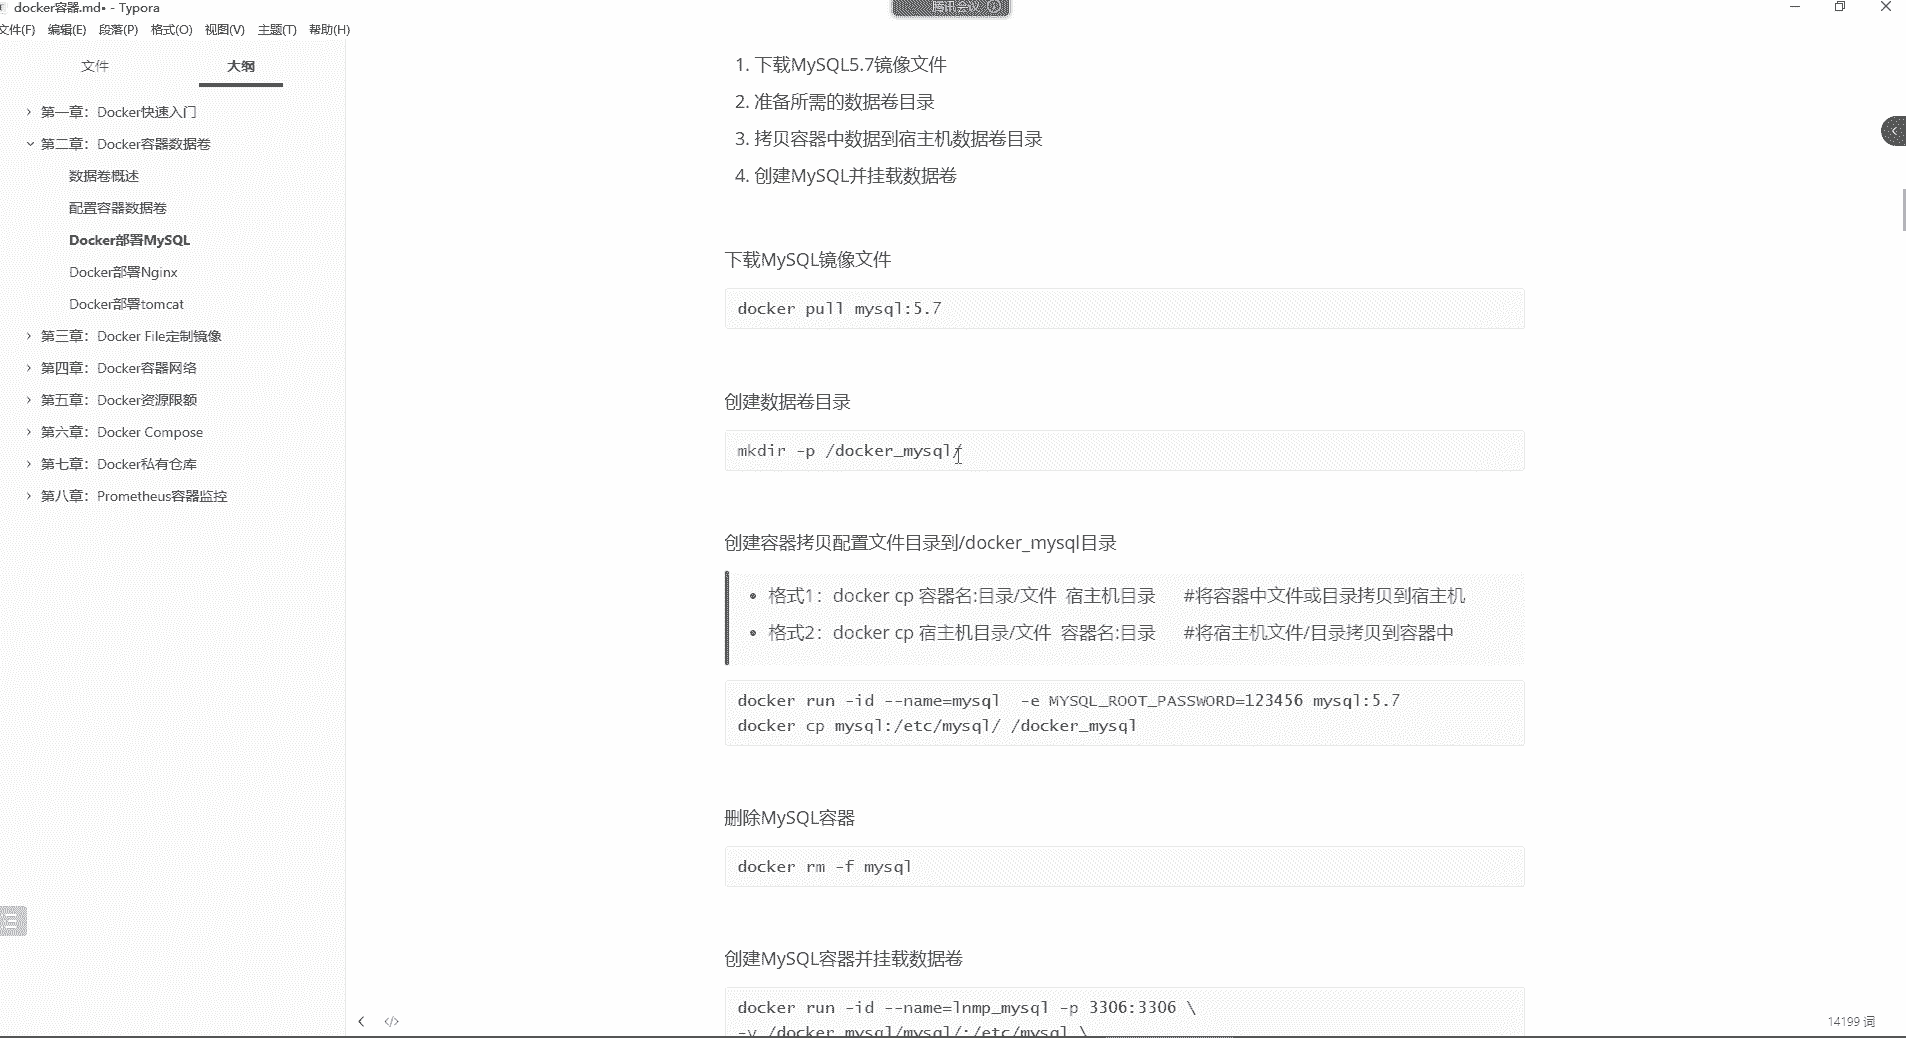 docker容器.md• - Typora
腾讯会议
文件(F) 编辑(E) 段落(P) 格式(O) 视图(V) 主题(T) 帮助(H)
文件 大纲
第一章：Docker快速入门
第二章：Docker容器数据卷
数据卷概述
配置容器数据卷
Docker部署MySQL
Docker部署Nginx
Docker部署tomcat
第三章：Docker File定制镜像
第四章：Docker容器网络
第五章：Docker资源限额
第六章：Docker Compose
第七章：Docker私有仓库
第八章：Prometheus容器监控
1. 下载MySQL5.7镜像文件
2. 准备所需的数据卷目录
3. 拷贝容器中数据到宿主机数据卷目录
4. 创建MySQL并挂载数据卷
下载MySQL镜像文件
docker pull mysql:5.7
创建数据卷目录
mkdir -p /docker_mysql/
创建容器拷贝配置文件目录到/docker_mysql目录
• 格式1：docker cp 容器名:目录/文件 宿主机目录 #将容器中文件或目录拷贝到宿主机
• 格式2：docker cp 宿主机目录/文件 容器名:目录 #将宿主机文件/目录拷贝到容器中
docker run -id --name=mysql -e MYSQL_ROOT_PASSWORD=123456 mysql:5.7
docker cp mysql:/etc/mysql/ /docker_mysql
删除MySQL容器
docker rm -f mysql
创建MySQL容器并挂载数据卷
docker run -id --name=lnmp_mysql -p 3306:3306 \
-v /docker_mysql/mysql/:/etc/mysql \
14199 词